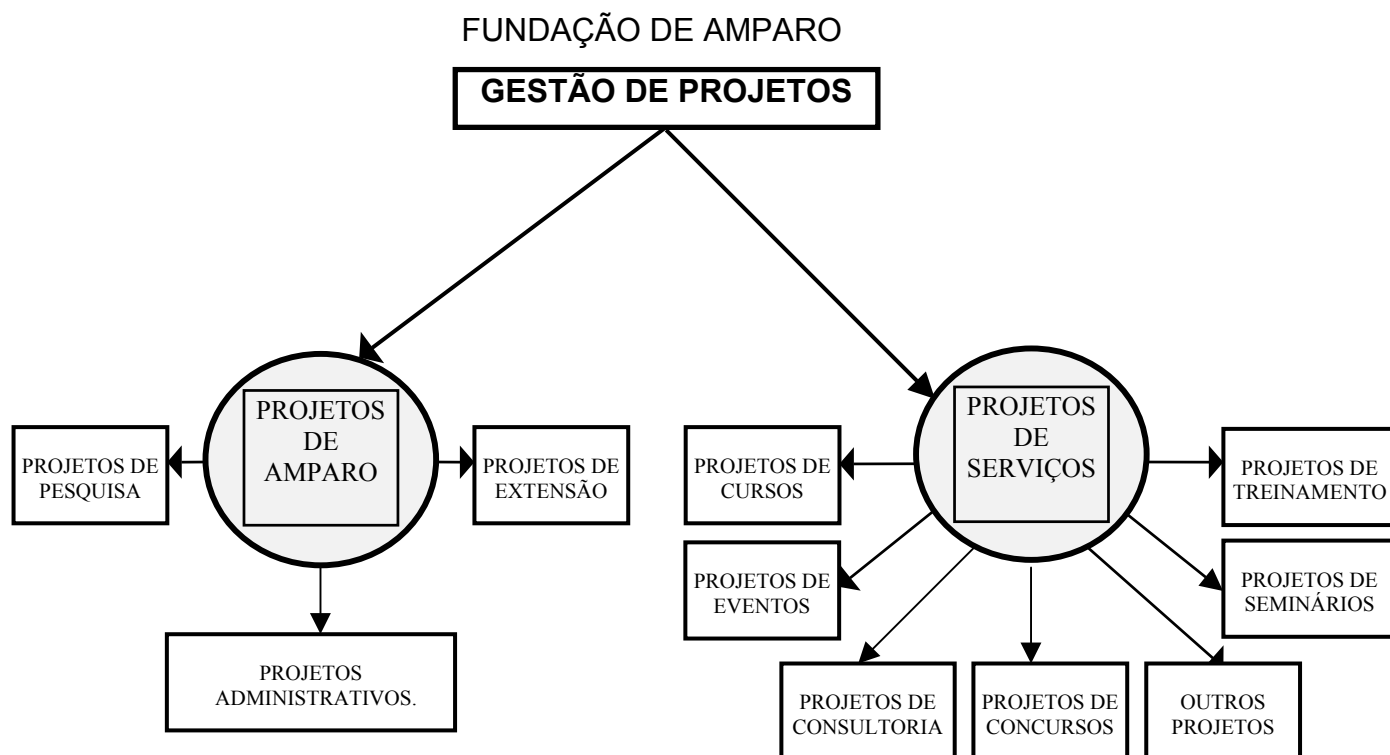 FUNDAÇÃO DE AMPARO
GESTÃO DE PROJETOS
PROJETOS
DE
AMPARO
PROJETOS DE
PESQUISA
PROJETOS DE
EXTENSÃO
PROJETOS
ADMINISTRATIVOS.
PROJETOS
DE
SERVIÇOS
PROJETOS DE
CURSOS
PROJETOS DE
TREINAMENTO
PROJETOS DE
EVENTOS
PROJETOS DE
SEMINÁRIOS
PROJETOS DE
CONSULTORIA
PROJETOS DE
CONCURSOS
OUTROS
PROJETOS